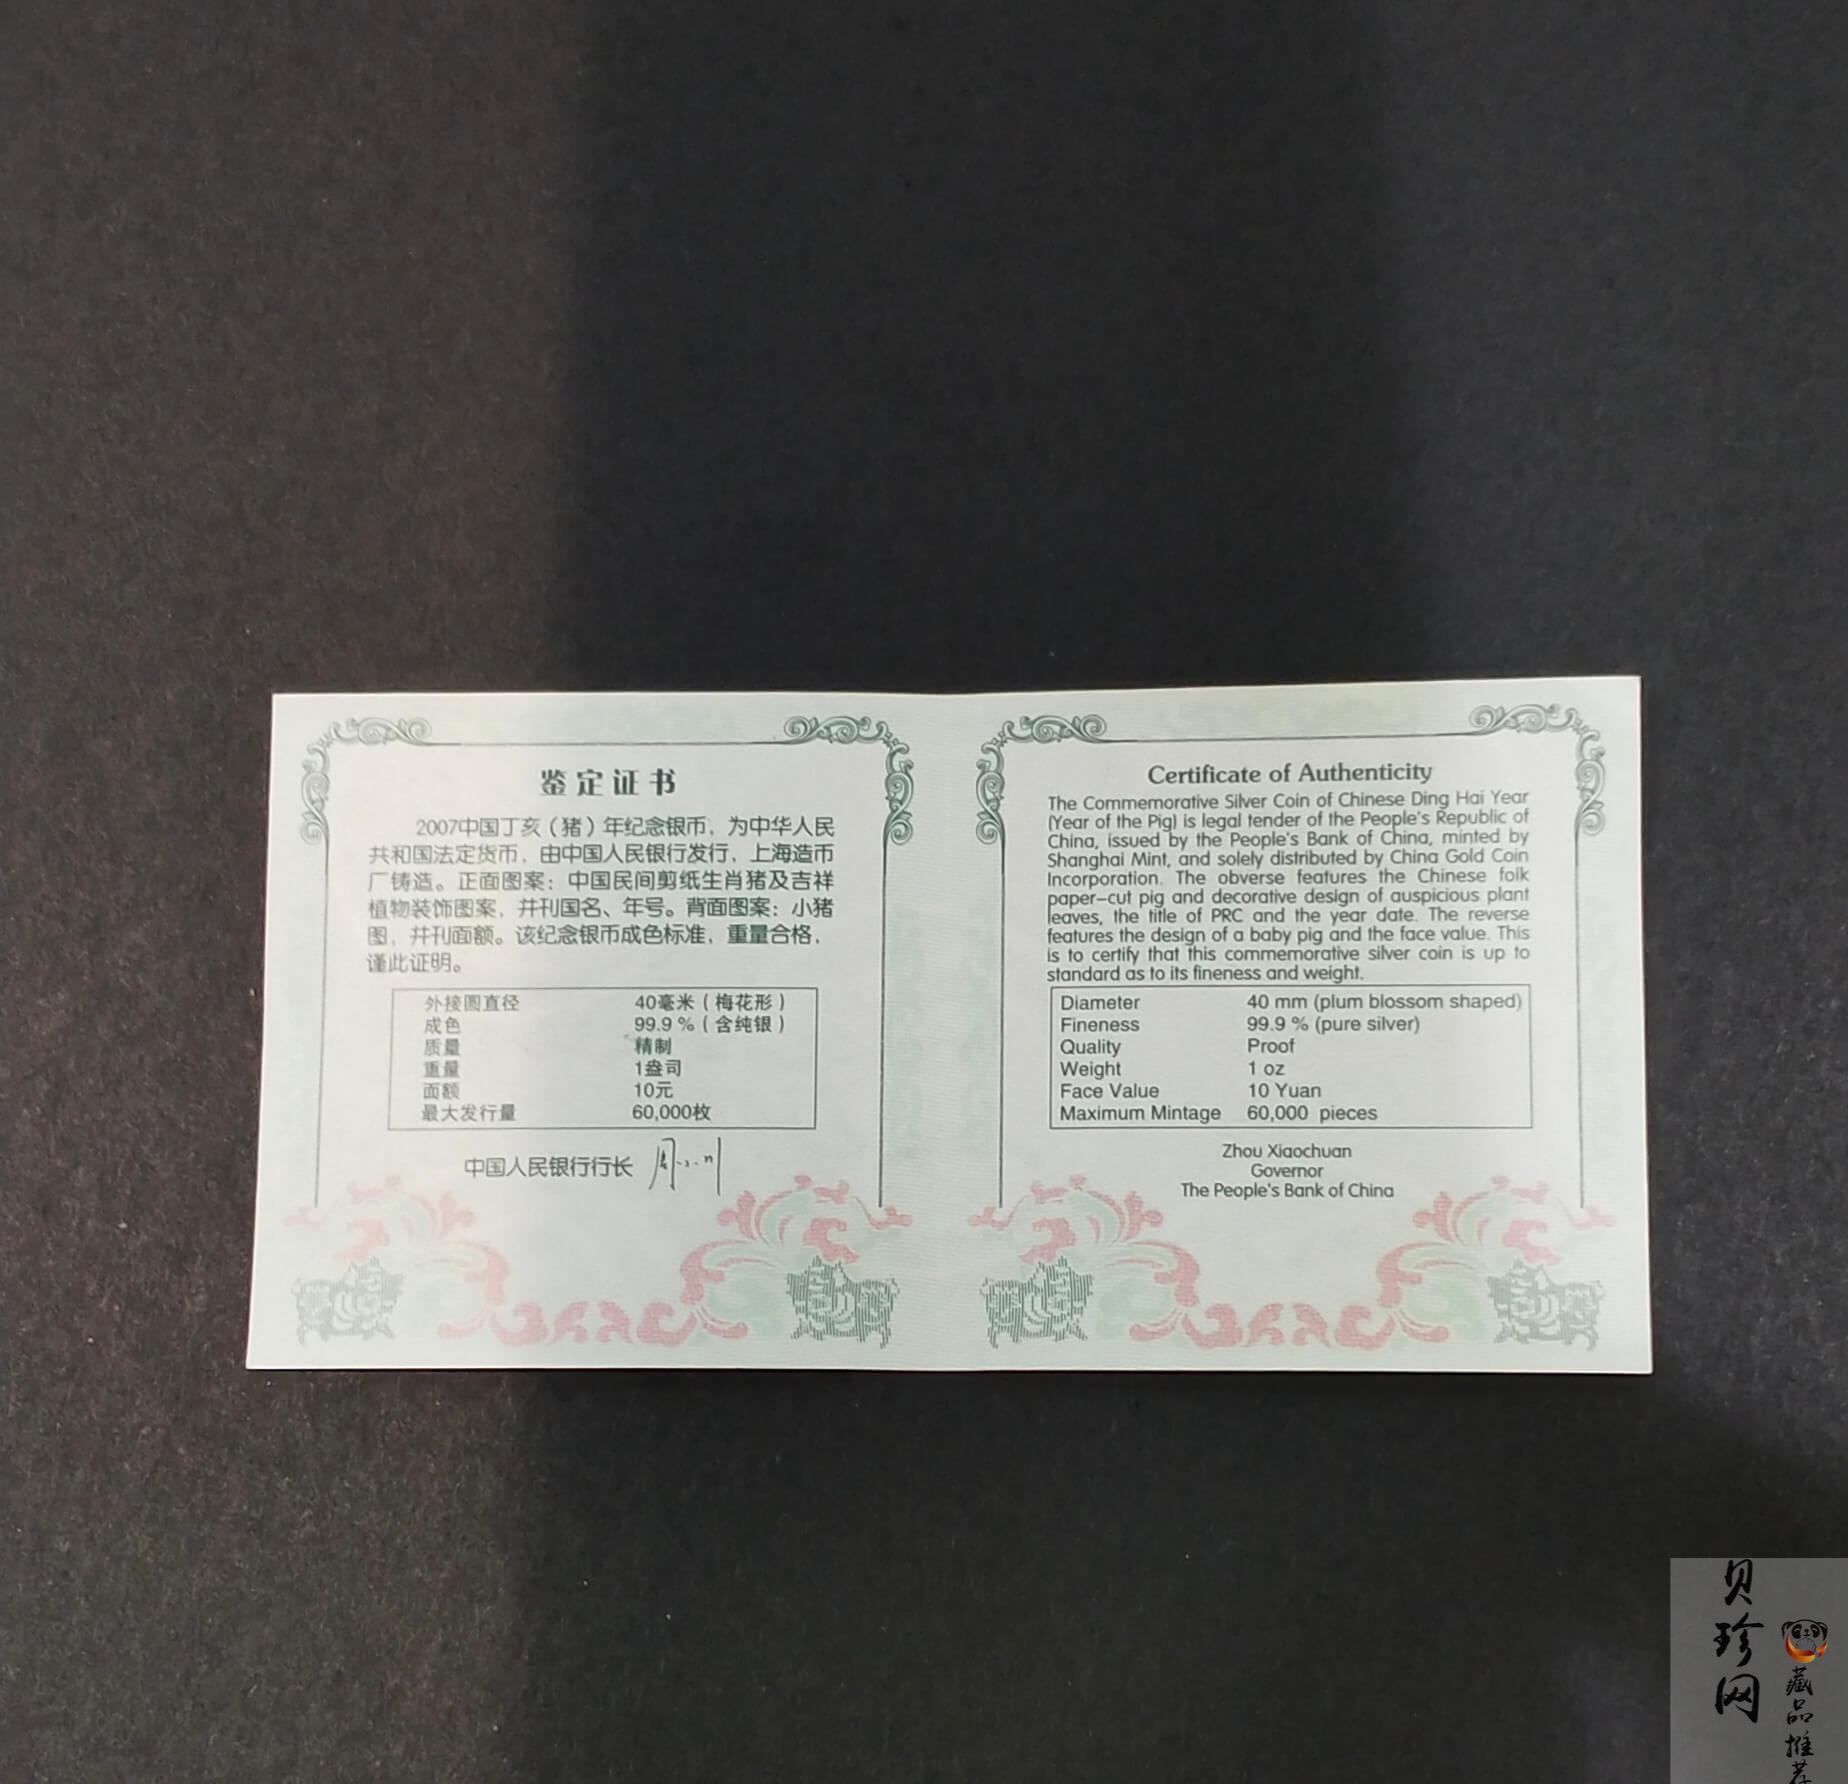 鉴定证书
2007中国丁亥（猪）年纪念银币，为中华人民
共和国法定货币，由中国人民银行发行，上海造币
厂铸造。正面图案：中国民间剪纸生肖猪及吉祥
植物装饰图案，并刊国名、年号。背面图案：小猪
图，并刊面额。该纪念银币成色标准，重量合格，
谨此证明。
外接圆直径 40毫米（梅花形）
成色 99.9％（含纯银）
质量 精制
重量 1盎司
面额 10元
最大发行量 60,000枚
中国人民银行行长 周小川
Certificate of Authenticity
The Commemorative Silver Coin of Chinese Ding Hai Year
(Year of the Pig) is legal tender of the People's Republic of
China, issued by the People's Bank of China, minted by
Shanghai Mint, and solely distributed by China Gold Coin
Incorporation. The obverse features the Chinese folk
paper-cut pig and decorative design of auspicious plant
leaves, the title of PRC and the year date. The reverse
features the design of a baby pig and the face value. This
is to certify that this commemorative silver coin is up to
standard as to its fineness and weight.
Diameter 40 mm (plum blossom shaped)
Fineness 99.9 % (pure silver)
Quality Proof
Weight 1 oz
Face Value 10 Yuan
Maximum Mintage 60,000 pieces
Zhou Xiaochuan
Governor
The People's Bank of China
贝珍网
藏品推荐